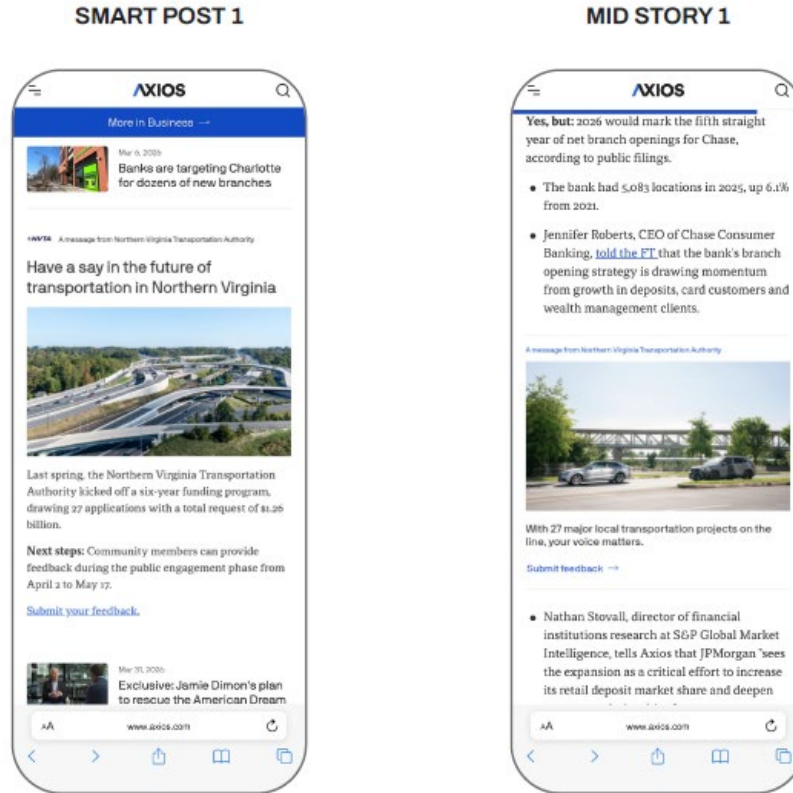 SMART POST 1
AXIOS
More in Business →
Mar 6, 2026
Banks are targeting Charlotte
for dozens of new branches
NVTA A message from Northern Virginia Transportation Authority
Have a say in the future of
transportation in Northern Virginia
Last spring, the Northern Virginia Transportation
Authority kicked off a six-year funding program,
drawing 27 applications with a total request of $1.26
billion.
Next steps: Community members can provide
feedback during the public engagement phase from
April 2 to May 17.
Submit your feedback.
Mar 31, 2026
Exclusive: Jamie Dimon's plan
to rescue the American Dream
AA www.axios.com
MID STORY 1
AXIOS
Yes, but: 2026 would mark the fifth straight
year of net branch openings for Chase,
according to public filings.
• The bank had 5,083 locations in 2025, up 6.1%
from 2021.
• Jennifer Roberts, CEO of Chase Consumer
Banking, told the FT that the bank's branch
opening strategy is drawing momentum
from growth in deposits, card customers and
wealth management clients.
A message from Northern Virginia Transportation Authority
With 27 major local transportation projects on the
line, your voice matters.
Submit feedback →
• Nathan Stovall, director of financial
institutions research at S&P Global Market
Intelligence, tells Axios that JPMorgan "sees
the expansion as a critical effort to increase
its retail deposit market share and deepen
AA www.axios.com